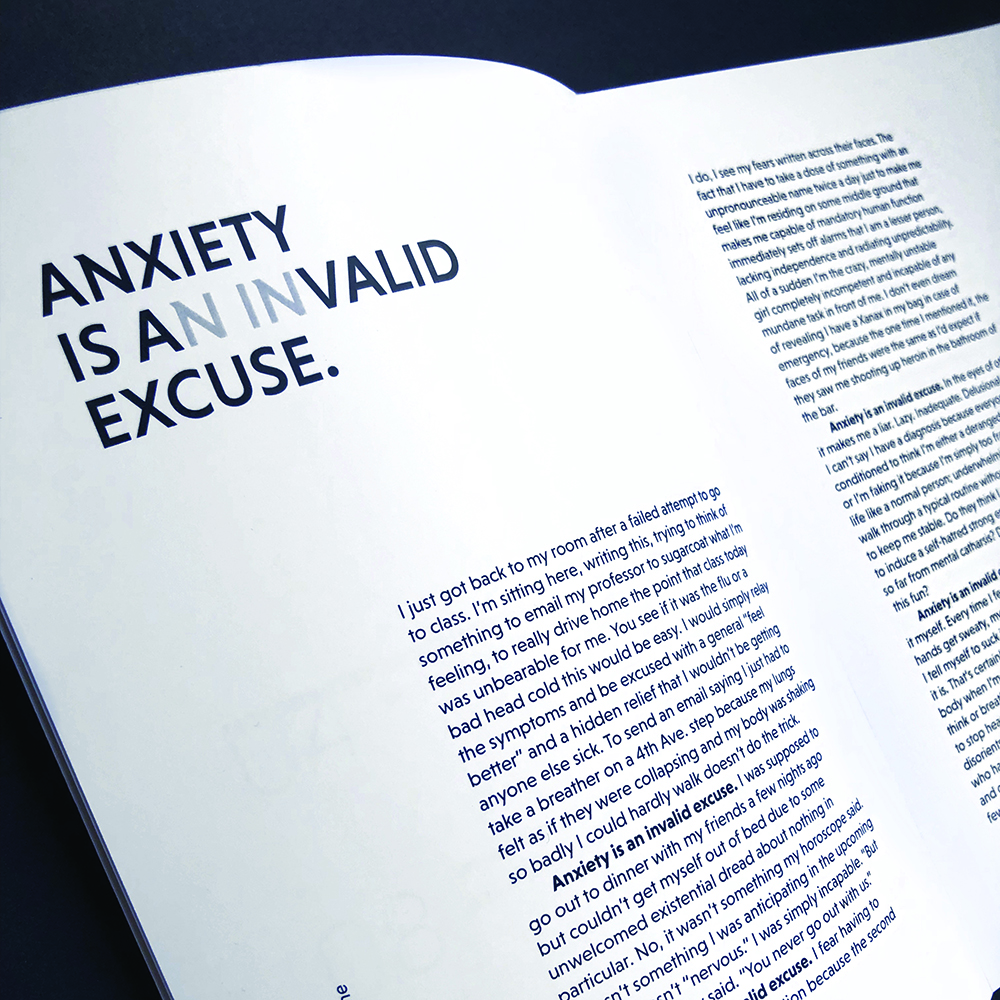 ANXIETY
IS AN INVALID
EXCUSE.
I just got back to my room after a failed attempt to go
to class. I'm sitting here, writing this, trying to think of
something to email my professor to sugarcoat what I'm
feeling, to really drive home the point that class today
was unbearable for me. You see if it was the flu or a
bad head cold this would be easy. I would simply relay
the symptoms and be excused with a general "feel
better" and a hidden relief that I wouldn't be getting
anyone else sick. To send an email saying I just had to
take a breather on a 4th Ave. step because my lungs
felt as if they were collapsing and my body was shaking
so badly I could hardly walk doesn't do the trick.
Anxiety is an invalid excuse. I was supposed to
go out to dinner with my friends a few nights ago
but couldn't get myself out of bed due to some
unwelcomed existential dread about nothing in
particular. No, it wasn't something my horoscope said.
n't something I was anticipating in the upcoming
sn't "nervous." I was simply incapable. "But
said. "You never go out with us."
lid excuse. I fear having to
tion because the second
ne
I do, I see my fears written across their faces. The
fact that I have to take a dose of something with an
unpronounceable name twice a day just to make me
feel like I'm residing on some middle ground that
makes me capable of mandatory human function
immediately sets off alarms that I am a lesser person,
lacking independence and radiating unpredictability.
All of a sudden I'm the crazy, mentally unstable
girl completely incompetent and incapable of any
mundane task in front of me. I don't even dream
of revealing I have a Xanax in my bag in case of
emergency, because the one time I mentioned it, the
faces of my friends were the same as I'd expect if
they saw me shooting up heroin in the bathroom of
the bar.
Anxiety is an invalid excuse. In the eyes of
it makes me a liar. Lazy. Inadequate. Delusion
I can't say I have a diagnosis because everyo
conditioned to think I'm either a deranged
or I'm faking it because I'm simply too f
life like a normal person; underwhelm
walk through a typical routine witho
to keep me stable. Do they think I
to induce a self-hatred strong e
so far from mental catharsis? D
this fun?
Anxiety is an invalid
it myself. Every time I fe
hands get sweaty, m
I tell myself to suck
it is. That's certain
body when I'm
think or brea
to stop hea
disorient
who ha
and
few